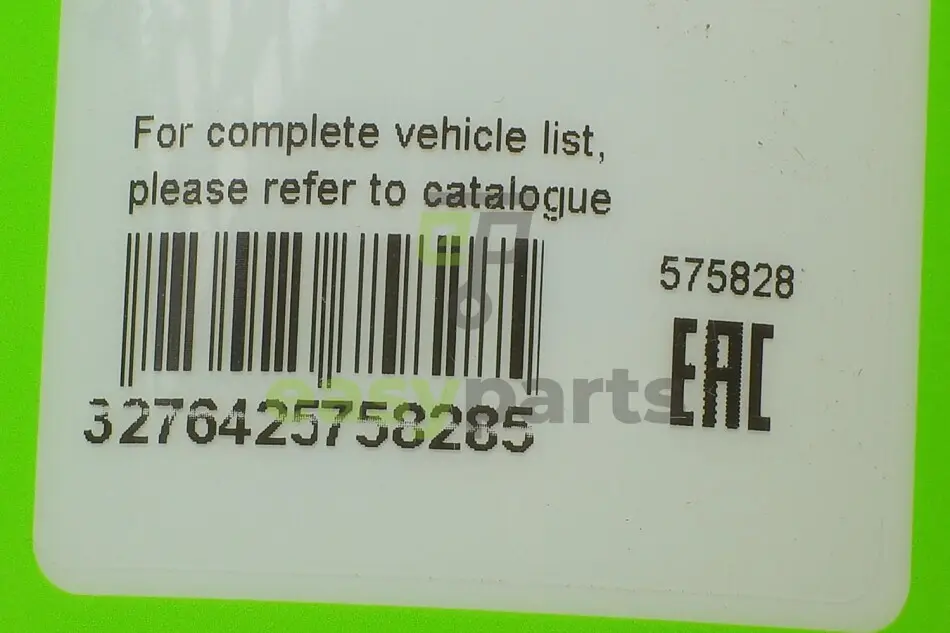 For complete vehicle list,
please refer to catalogue
575828
EAC
easyparts
3276425758285